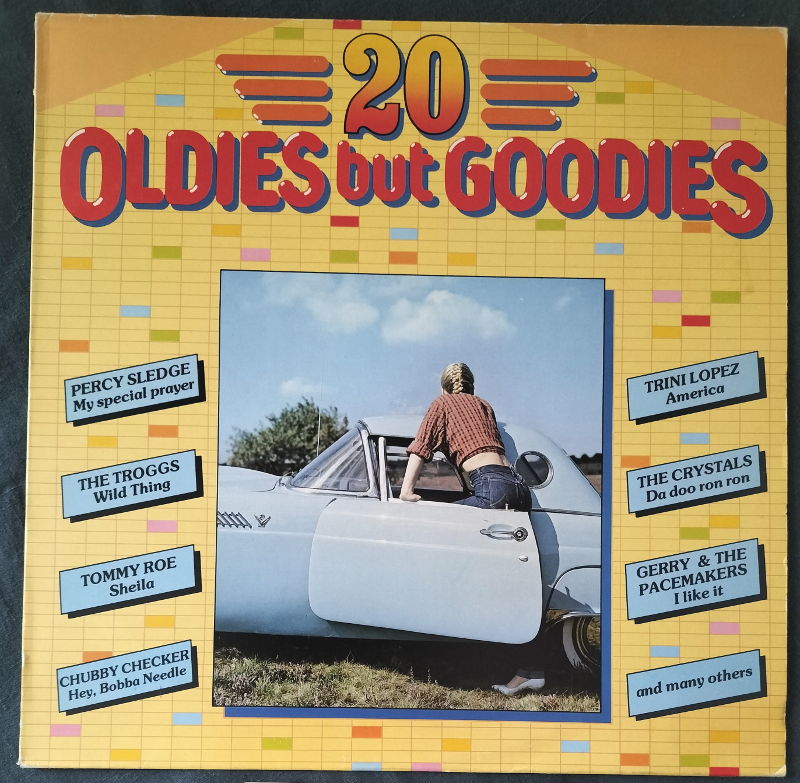 20
OLDIES but GOODIES
PERCY SLEDGE
My special prayer
THE TROGGS
Wild Thing
TOMMY ROE
Sheila
CHUBBY CHECKER
Hey, Bobba Needle
TRINI LOPEZ
America
THE CRYSTALS
Da doo ron ron
GERRY & THE
PACEMAKERS
I like it
and many others